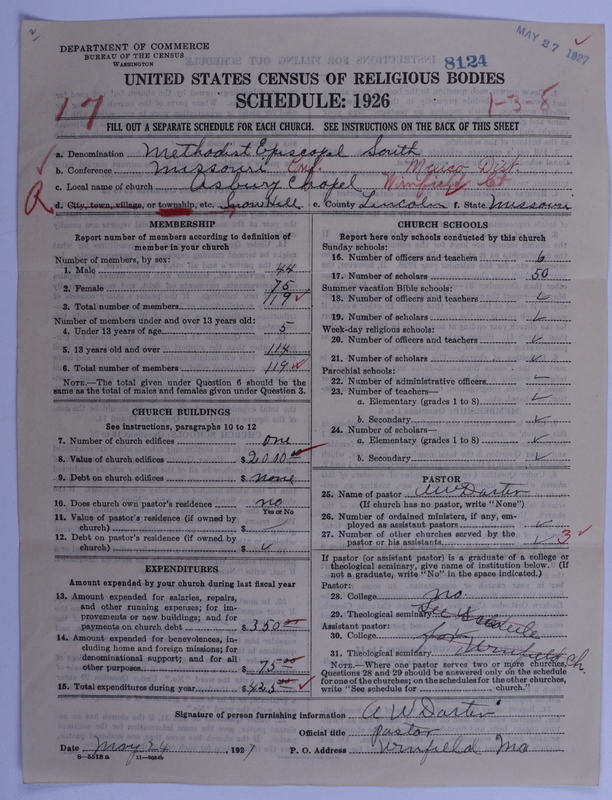 DEPARTMENT OF COMMERCE
BUREAU OF THE CENSUS
WASHINGTON
8124
MAY 27 1927
UNITED STATES CENSUS OF RELIGIOUS BODIES
SCHEDULE: 1926
17
1-3-8
FILL OUT A SEPARATE SCHEDULE FOR EACH CHURCH. SEE INSTRUCTIONS ON THE BACK OF THIS SHEET
a. Denomination Methodist Episcopal South
b. Conference Missouri Conf. Mexico Dist.
c. Local name of church Asbury Chapel Winfield Ct
d. City, town, village, or township, etc. Snow Hill e. County Lincoln f. State Missouri
MEMBERSHIP
Report number of members according to definition of
member in your church
Number of members, by sex:
1. Male 44
2. Female 75
3. Total number of members 119
Number of members under and over 13 years old:
4. Under 13 years of age 5
5. 13 years old and over 114
6. Total number of members 119
NOTE.—The total given under Question 6 should be the
same as the total of males and females given under Question 3.
CHURCH BUILDINGS
See instructions, paragraphs 10 to 12
7. Number of church edifices one
8. Value of church edifices $ 2000.00
9. Debt on church edifices $ none
10. Does church own pastor's residence no
Yes or No
11. Value of pastor's residence (if owned by
church) $ ✓
12. Debt on pastor's residence (if owned by
church) $ ✓
EXPENDITURES
Amount expended by your church during last fiscal year
13. Amount expended for salaries, repairs,
and other running expenses; for im-
provements or new buildings; and for
payments on church debt $ 350.00
14. Amount expended for benevolences, in-
cluding home and foreign missions; for
denominational support; and for all
other purposes $ 75.00
15. Total expenditures during year $ 425.00
CHURCH SCHOOLS
Report here only schools conducted by this church
Sunday schools:
16. Number of officers and teachers 6
17. Number of scholars 50
Summer vacation Bible schools:
18. Number of officers and teachers ✓
19. Number of scholars ✓
Week-day religious schools:
20. Number of officers and teachers ✓
21. Number of scholars ✓
Parochial schools:
22. Number of administrative officers ✓
23. Number of teachers—
a. Elementary (grades 1 to 8) ✓
b. Secondary ✓
24. Number of scholars—
a. Elementary (grades 1 to 8) ✓
b. Secondary ✓
PASTOR
25. Name of pastor A W Daster
(If church has no pastor, write "None")
26. Number of ordained ministers, if any, em-
ployed as assistant pastors ✓
27. Number of other churches served by the
pastor or his assistants ✓ 3
If pastor (or assistant pastor) is a graduate of a college or
theological seminary, give name of institution below. (If
not a graduate, write "No" in the space indicated.)
Pastor:
28. College no.
29. Theological seminary See Schedule
Assistant pastor:
30. College for
31. Theological seminary Winfield Ch.
NOTE.—Where one pastor serves two or more churches,
Questions 28 and 29 should be answered only on the schedule
for one of the churches; on the schedules for the other churches,
write "See schedule for church."
Signature of person furnishing information A W Daster
Official title Pastor
Date May 24, 1927 P. O. Address Winfield Mo
8—5518 a